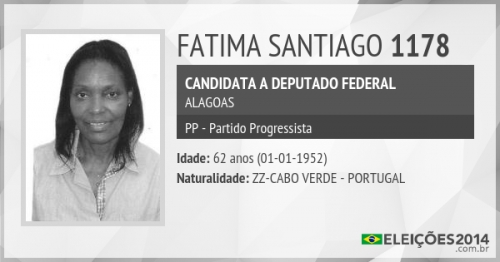 FATIMA SANTIAGO 1178
CANDIDATA A DEPUTADO FEDERAL
ALAGOAS
PP - Partido Progressista
Idade: 62 anos (01-01-1952)
Naturalidade: ZZ-CABO VERDE - PORTUGAL
ELEIÇÕES2014
.com.br